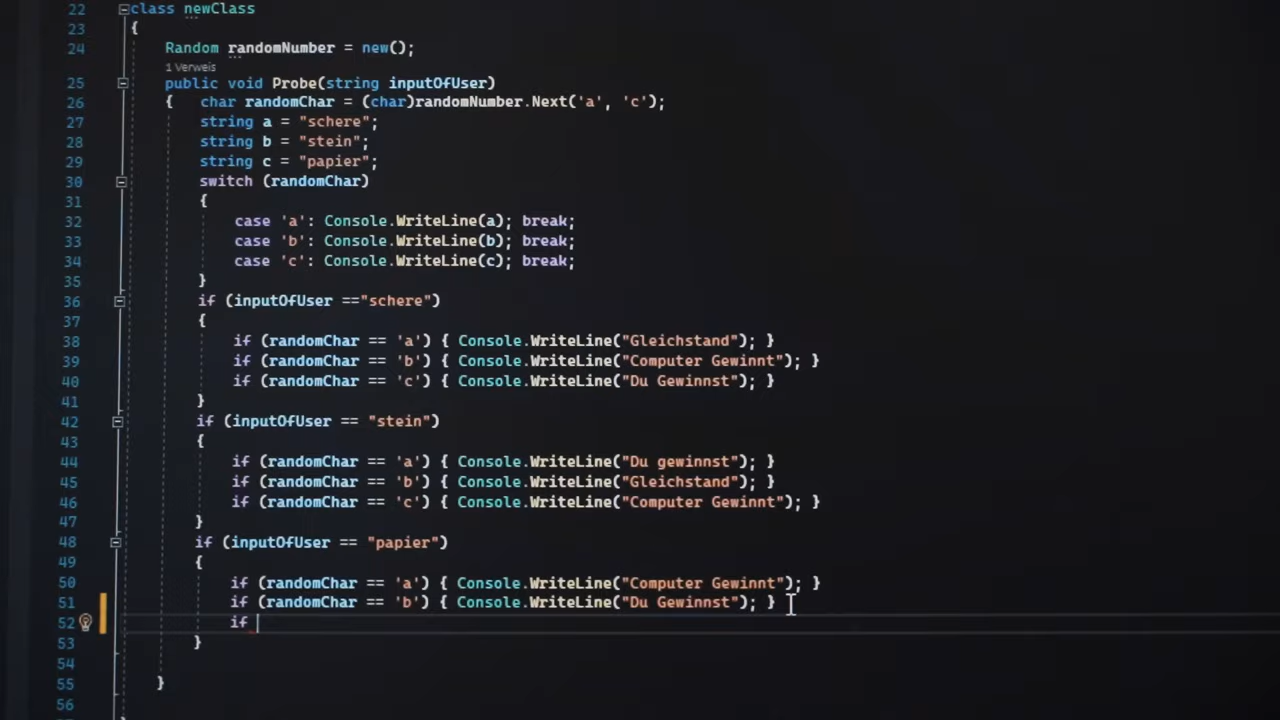 22 class newClass
23 {
24 Random randomNumber = new();
1 Verweis
25 public void Probe(string inputOfUser)
26 { char randomChar = (char)randomNumber.Next('a', 'c');
27 string a = "schere";
28 string b = "stein";
29 string c = "papier";
30 switch (randomChar)
31 {
32 case 'a': Console.WriteLine(a); break;
33 case 'b': Console.WriteLine(b); break;
34 case 'c': Console.WriteLine(c); break;
35 }
36 if (inputOfUser =="schere")
37 {
38 if (randomChar == 'a') { Console.WriteLine("Gleichstand"); }
39 if (randomChar == 'b') { Console.WriteLine("Computer Gewinnt"); }
40 if (randomChar == 'c') { Console.WriteLine("Du Gewinnst"); }
41 }
42 if (inputOfUser == "stein")
43 {
44 if (randomChar == 'a') { Console.WriteLine("Du gewinnst"); }
45 if (randomChar == 'b') { Console.WriteLine("Gleichstand"); }
46 if (randomChar == 'c') { Console.WriteLine("Computer Gewinnt"); }
47 }
48 if (inputOfUser == "papier")
49 {
50 if (randomChar == 'a') { Console.WriteLine("Computer Gewinnt"); }
51 if (randomChar == 'b') { Console.WriteLine("Du Gewinnst"); }
52 if
53 }
54
55 }
56